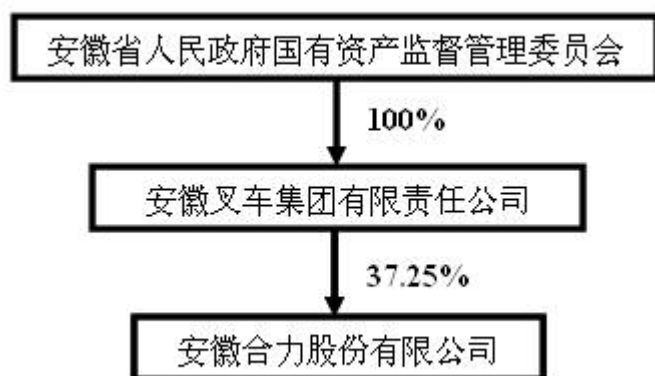 安徽省人民政府国有资产监督管理委员会
100%
安徽叉车集团有限责任公司
37.25%
安徽合力股份有限公司